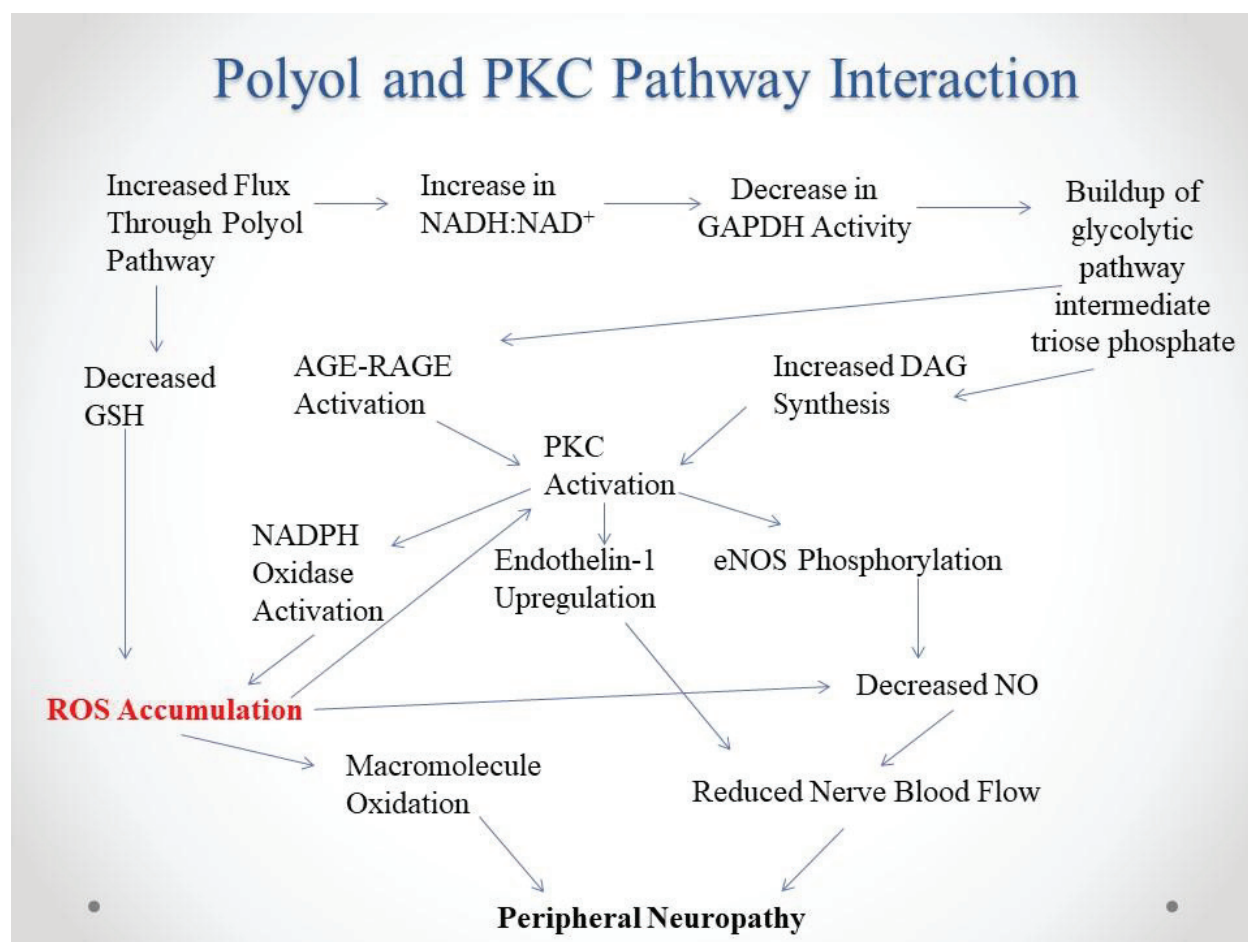 Polyol and PKC Pathway Interaction
Increased Flux
Through Polyol
Pathway
Increase in
NADH:NAD⁺
Decrease in
GAPDH Activity
Buildup of
glycolytic
pathway
intermediate
triose phosphate
Decreased
GSH
AGE-RAGE
Activation
Increased DAG
Synthesis
PKC
Activation
NADPH
Oxidase
Activation
Endothelin-1
Upregulation
eNOS Phosphorylation
ROS Accumulation
Decreased NO
Macromolecule
Oxidation
Reduced Nerve Blood Flow
Peripheral Neuropathy